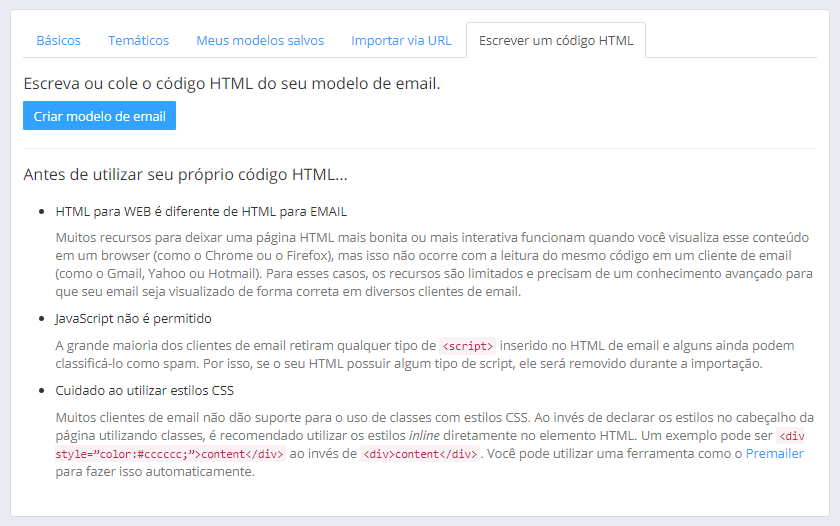 Básicos Temáticos Meus modelos salvos Importar via URL Escrever um código HTML
Escreva ou cole o código HTML do seu modelo de email.
Criar modelo de email
Antes de utilizar seu próprio código HTML...
• HTML para WEB é diferente de HTML para EMAIL
Muitos recursos para deixar uma página HTML mais bonita ou mais interativa funcionam quando você visualiza esse conteúdo
em um browser (como o Chrome ou o Firefox), mas isso não ocorre com a leitura do mesmo código em um cliente de email
(como o Gmail, Yahoo ou Hotmail). Para esses casos, os recursos são limitados e precisam de um conhecimento avançado para
que seu email seja visualizado de forma correta em diversos clientes de email.
• JavaScript não é permitido
A grande maioria dos clientes de email retiram qualquer tipo de <script> inserido no HTML de email e alguns ainda podem
classificá-lo como spam. Por isso, se o seu HTML possuir algum tipo de script, ele será removido durante a importação.
• Cuidado ao utilizar estilos CSS
Muitos clientes de email não dão suporte para o uso de classes com estilos CSS. Ao invés de declarar os estilos no cabeçalho da
página utilizando classes, é recomendado utilizar os estilos inline diretamente no elemento HTML. Um exemplo pode ser <div
style=”color:#cccccc;”>content</div> ao invés de <div>content</div>. Você pode utilizar uma ferramenta como o Premailer
para fazer isso automaticamente.